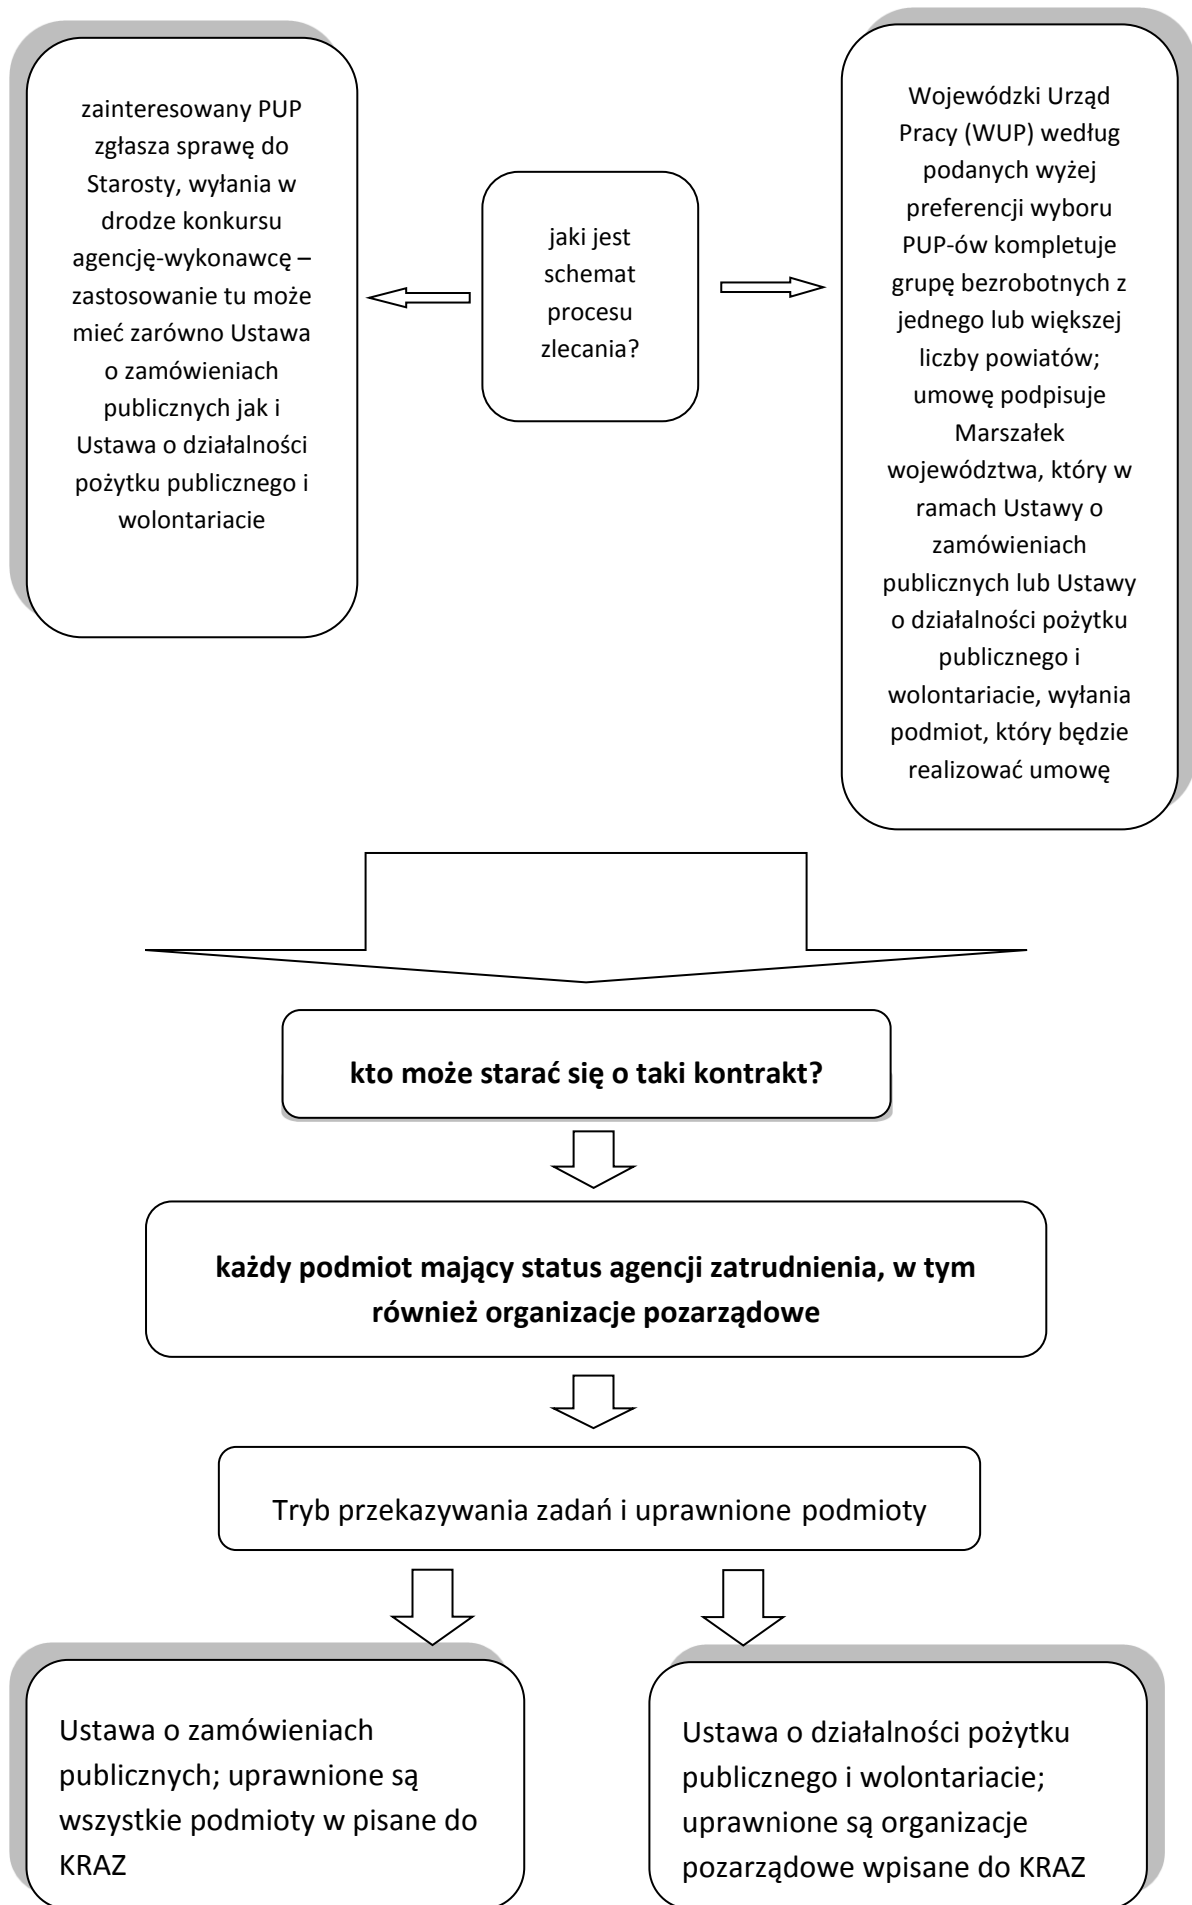 zainteresowany PUP
zgłasza sprawę do
Starosty, wyłania w
drodze konkursu
agencję-wykonawcę –
zastosowanie tu może
mieć zarówno Ustawa
o zamówieniach
publicznych jak i
Ustawa o działalności
pożytku publicznego i
wolontariacie
jaki jest
schemat
procesu
zlecania?
Wojewódzki Urząd
Pracy (WUP) według
podanych wyżej
preferencji wyboru
PUP-ów kompletuje
grupę bezrobotnych z
jednego lub większej
liczby powiatów;
umowę podpisuje
Marszałek
województwa, który w
ramach Ustawy o
zamówieniach
publicznych lub Ustawy
o działalności pożytku
publicznego i
wolontariacie, wyłania
podmiot, który będzie
realizować umowę
kto może starać się o taki kontrakt?
każdy podmiot mający status agencji zatrudnienia, w tym
również organizacje pozarządowe
Tryb przekazywania zadań i uprawnione podmioty
Ustawa o zamówieniach
publicznych; uprawnione są
wszystkie podmioty w pisane do
KRAZ
Ustawa o działalności pożytku
publicznego i wolontariacie;
uprawnione są organizacje
pozarządowe wpisane do KRAZ